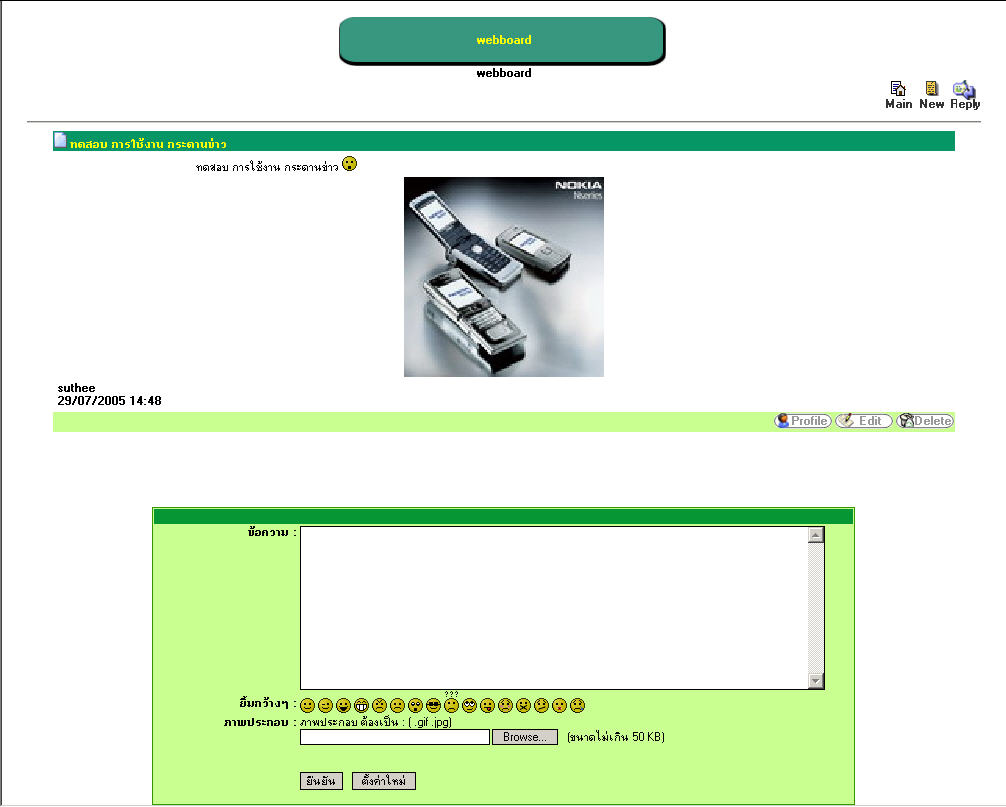 webboard
webboard
Main New Reply
ทดสอบ การใช้งาน กระดานข่าว
ทดสอบ การใช้งาน กระดานข่าว
NOKIA
Nseries
suthee
29/07/2005 14:48
Profile Edit Delete
ข้อความ :
???
ยิ้มกว้างๆ :
ภาพประกอบ : ภาพประกอบ ต้องเป็น : ( .gif .jpg)
Browse... (ขนาดไม่เกิน 50 KB)
ยืนยัน ตั้งค่าใหม่